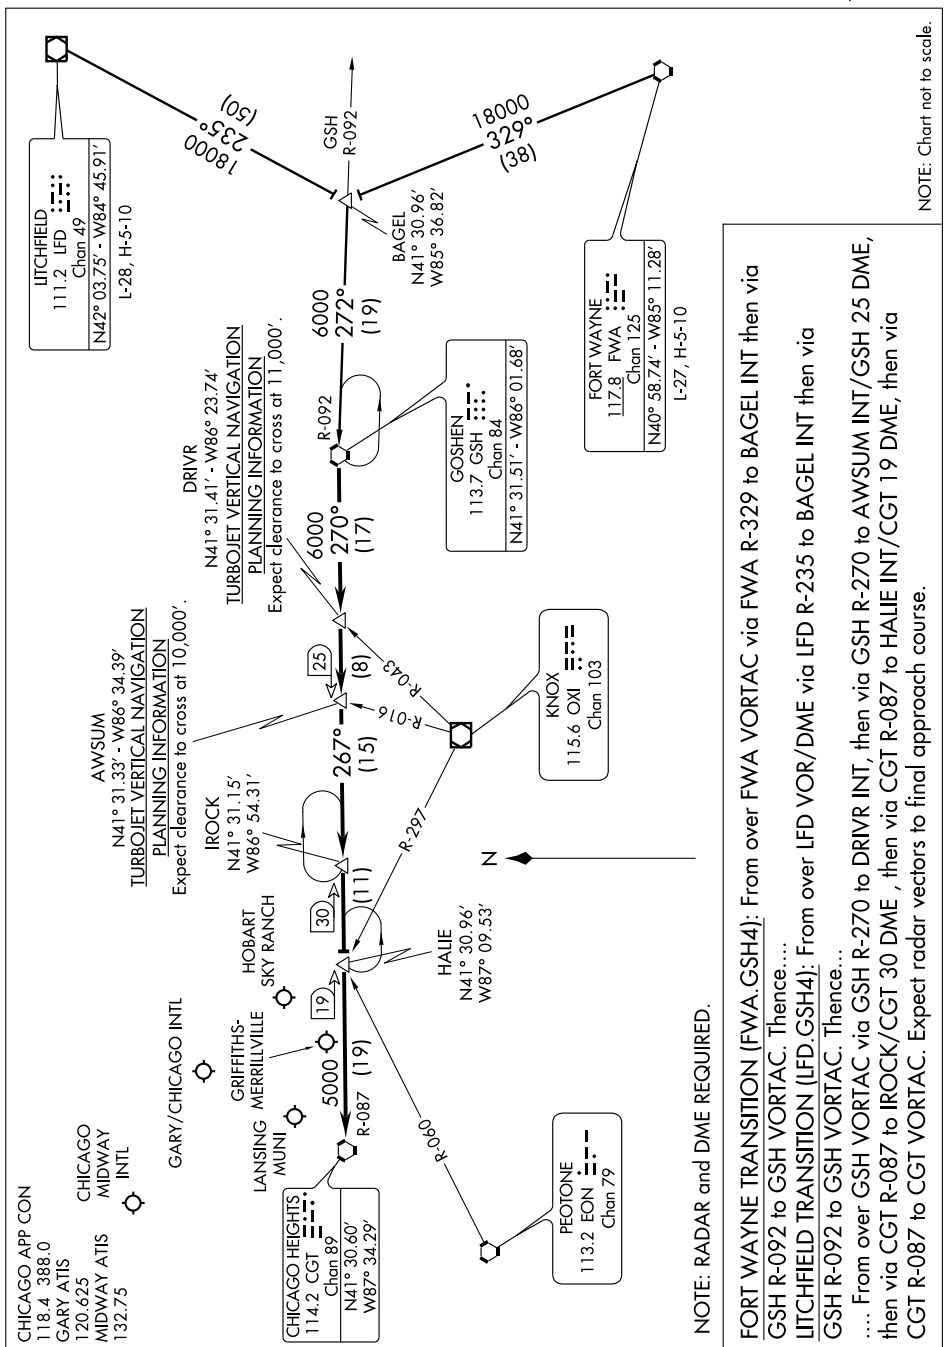 CHICAGO APP CON
118.4 388.0
GARY ATIS
120.625
MIDWAY ATIS
132.75
CHICAGO
MIDWAY
INTL
GARY/CHICAGO INTL
LANSING
MUNI
GRIFFITHS-
MERRILLVILLE
HOBART
SKY RANCH
CHICAGO HEIGHTS
114.2 CGT
Chan 89
N41° 30.60'
W87° 34.29'
R-087
5000
(19)
19
HALIE
N41° 30.96'
W87° 09.53'
30
(11)
IROCK
N41° 31.15'
W86° 54.31'
267°
(15)
AWSUM
N41° 31.33' - W86° 34.39'
TURBOJET VERTICAL NAVIGATION
PLANNING INFORMATION
Expect clearance to cross at 10,000'.
25
(8)
DRIVR
N41° 31.41' - W86° 23.74'
TURBOJET VERTICAL NAVIGATION
PLANNING INFORMATION
Expect clearance to cross at 11,000'.
6000
270°
(17)
R-092
6000
272°
(19)
GOSHEN
113.7 GSH
Chan 84
N41° 31.51' - W86° 01.68'
BAGEL
N41° 30.96'
W85° 36.82'
GSH
R-092
LITCHFIELD
111.2 LFD
Chan 49
N42° 03.75' - W84° 45.91'
L-28, H-5-10
18000
235°
(50)
18000
329°
(38)
FORT WAYNE
117.8 FWA
Chan 125
N40° 58.74' - W85° 11.28'
L-27, H-5-10
R-043
R-016
R-297
KNOX
115.6 OXI
Chan 103
N
R-060
PEOTONE
113.2 EON
Chan 79
NOTE: RADAR and DME REQUIRED.
NOTE: Chart not to scale.
FORT WAYNE TRANSITION (FWA.GSH4): From over FWA VORTAC via FWA R-329 to BAGEL INT then via
GSH R-092 to GSH VORTAC. Thence....
LITCHFIELD TRANSITION (LFD.GSH4): From over LFD VOR/DME via LFD R-235 to BAGEL INT then via
GSH R-092 to GSH VORTAC. Thence...
.... From over GSH VORTAC via GSH R-270 to DRIVR INT, then via GSH R-270 to AWSUM INT/GSH 25 DME,
then via CGT R-087 to IROCK/CGT 30 DME , then via CGT R-087 to HALIE INT/CGT 19 DME, then via
CGT R-087 to CGT VORTAC. Expect radar vectors to final approach course.